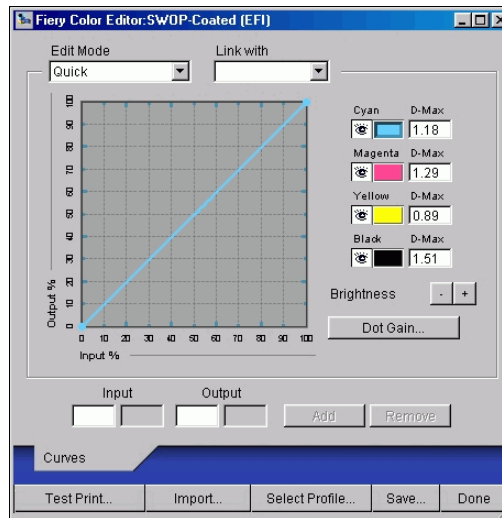 Fiery Color Editor:SWOP-Coated (EFI)
Edit Mode
Link with
Quick
Cyan D-Max
1.18
Magenta D-Max
1.29
Yellow D-Max
0.89
Black D-Max
1.51
100
90
80
70
60
50
40
30
20
10
0
Output %
0 10 20 30 40 50 60 70 80 90 100
Input %
Brightness - +
Dot Gain...
Input Output
Add Remove
Curves
Test Print... Import... Select Profile... Save... Done